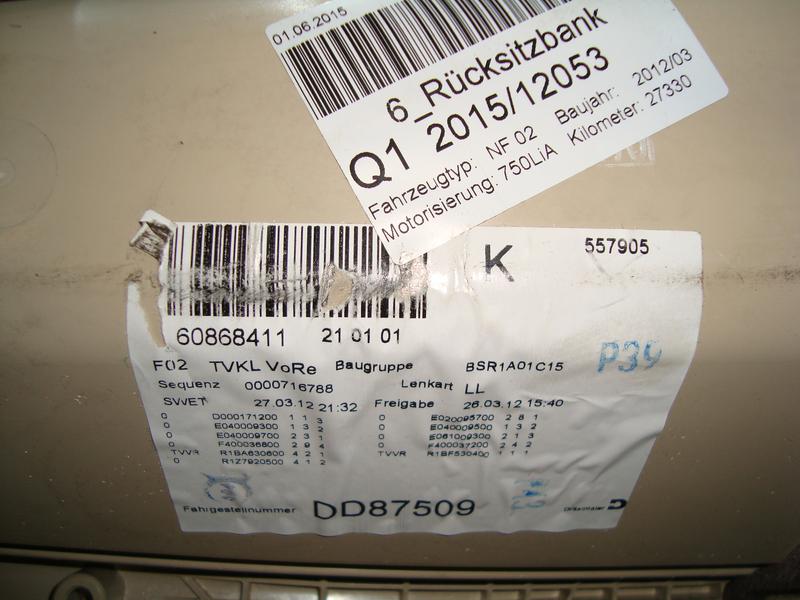 01.06.2015
6_Rücksitzbank
Q1 2015/12053
Fahrzeugtyp: NF 02 Baujahr: 2012/03
Motorisierung: 750LiA Kilometer: 27330
K 557905
60868411 21 01 01
P39
F02 TVKL VoRe Baugruppe BSR1A01C15
Sequenz 0000716788 Lenkart LL
SWET 27.03.12 21:32 Freigabe 26.03.12 15:40
0 D000171200 1 1 3 0 E020095700 2 8 1
0 E040009300 1 3 2 0 E040009500 1 3 2
0 E040009700 2 3 1 0 E061009300 2 1 3
0 F400036800 2 9 4 0 F400037200 2 4 2
TVVR R1BA630600 4 2 1 TVVR R1BF530400 1 1 1
0 R1Z7920500 4 1 2
Fahrgestellnummer DD87509 Dräxlmaier